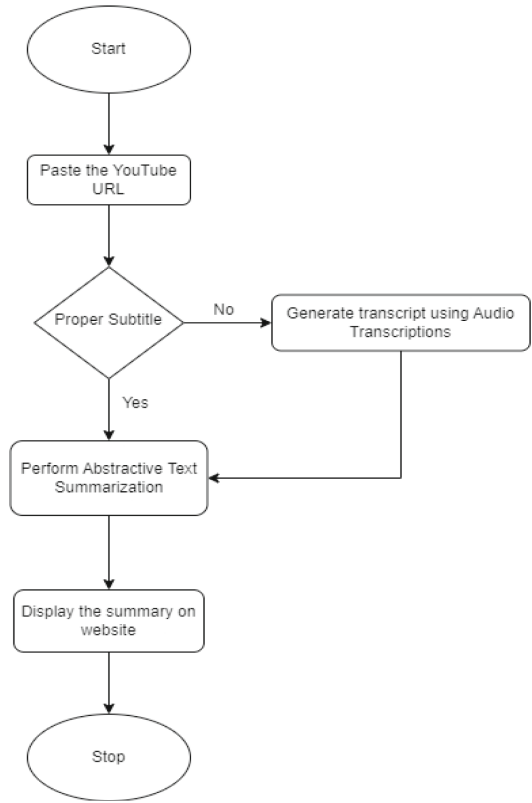 Start
Paste the YouTube
URL
Proper Subtitle
No
Generate transcript using Audio
Transcriptions
Yes
Perform Abstractive Text
Summarization
Display the summary on
website
Stop